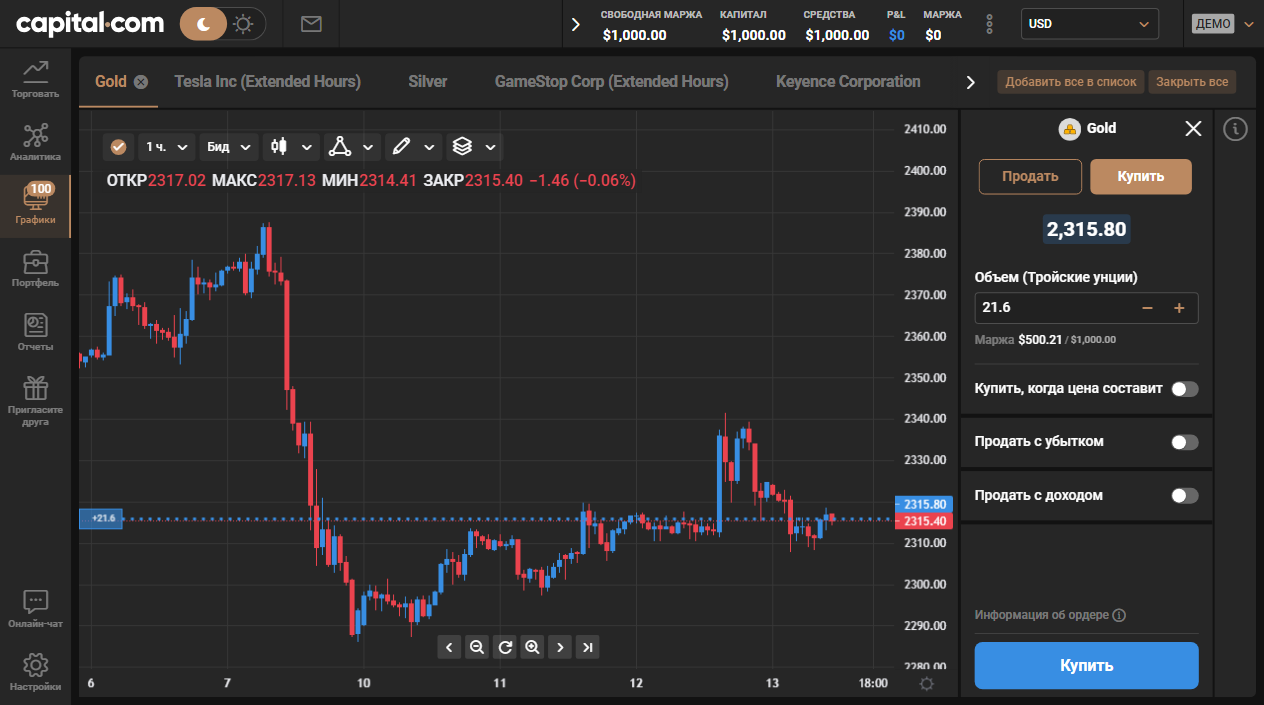 capital.com
СВОБОДНАЯ МАРЖА КАПИТАЛ СРЕДСТВА P&L МАРЖА
$1,000.00 $1,000.00 $1,000.00 $0 $0
USD
ДЕМО
Торговать
Аналитика
100
Графики
Портфель
Отчеты
Пригласите
друга
Онлайн-чат
Настройки
Gold Tesla Inc (Extended Hours) Silver GameStop Corp (Extended Hours) Keyence Corporation
Добавить все в список Закрыть все
1 ч. Бид
ОТКР2317.02 МАКС2317.13 МИН2314.41 ЗАКР2315.40 −1.46 (−0.06%)
+21.6
2410.00
2400.00
2390.00
2380.00
2370.00
2360.00
2350.00
2340.00
2330.00
2315.80
2315.40
2310.00
2300.00
2290.00
2280.00
6 7 10 11 12 13 18:00
Gold
Продать Купить
2,315.80
Объем (Тройские унции)
21.6 − +
Маржа $500.21 / $1,000.00
Купить, когда цена составит
Продать с убытком
Продать с доходом
Информация об ордере
Купить